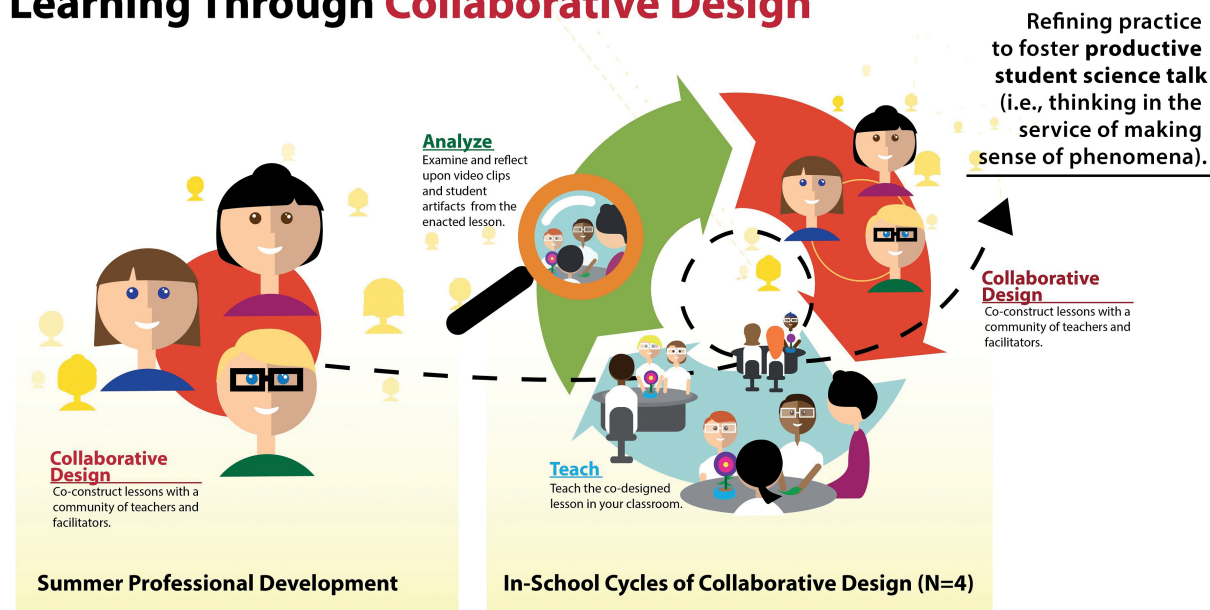 Learning Through Collaborative Design
Refining practice
to foster productive
student science talk
(i.e., thinking in the
service of making
sense of phenomena).
Analyze
Examine and reflect
upon video clips
and student
artifacts from the
enacted lesson.
Collaborative
Design
Co-construct lessons with a
community of teachers and
facilitators.
Collaborative
Design
Co-construct lessons with a
community of teachers and
facilitators.
Teach
Teach the co-designed
lesson in your classroom.
Summer Professional Development
In-School Cycles of Collaborative Design (N=4)